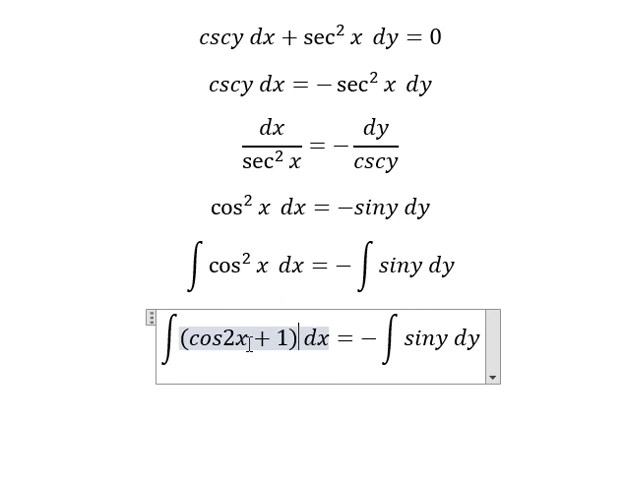 cscy dx + sec² x dy = 0
cscy dx = − sec² x dy
dx/sec² x = − dy/cscy
cos² x dx = −siny dy
∫ cos² x dx = − ∫ siny dy
∫ (cos2x + 1) dx = − ∫ siny dy